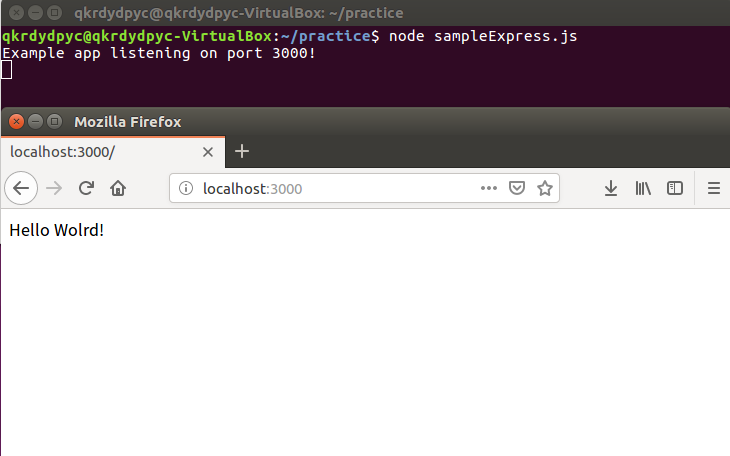 qkrdydpyc@qkrdydpyc-VirtualBox: ~/practice
qkrdydpyc@qkrdydpyc-VirtualBox:~/practice$ node sampleExpress.js
Example app listening on port 3000!
Mozilla Firefox
localhost:3000/
localhost:3000
Hello Wolrd!